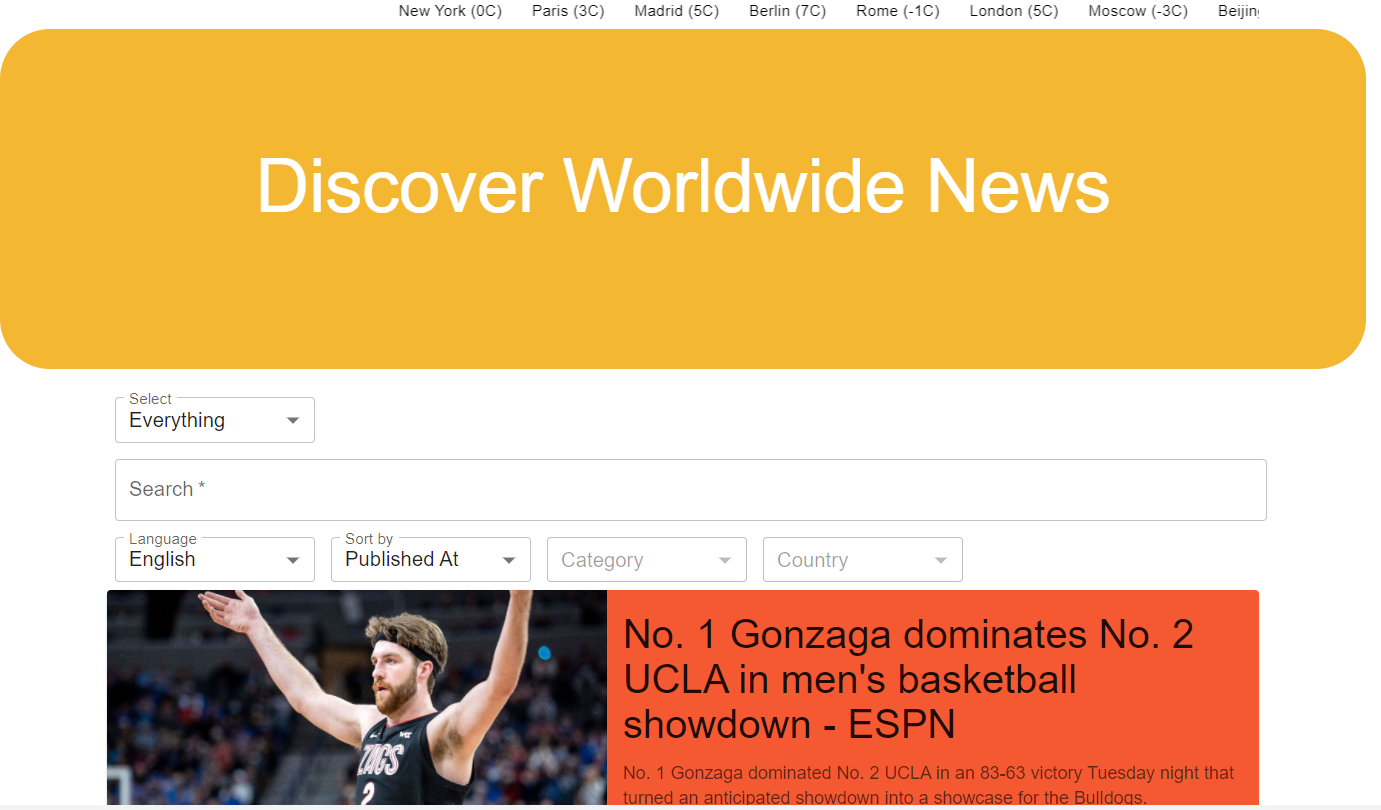 New York (0C) Paris (3C) Madrid (5C) Berlin (7C) Rome (-1C) London (5C) Moscow (-3C)
Discover Worldwide News
Select
Everything
Search *
Language
English
Sort by
Published At
Category
Country
No. 1 Gonzaga dominates No. 2
UCLA in men's basketball
showdown - ESPN
No. 1 Gonzaga dominated No. 2 UCLA in an 83-63 victory Tuesday night that
turned an anticipated showdown into a showcase for the Bulldogs.
ZAGS
2